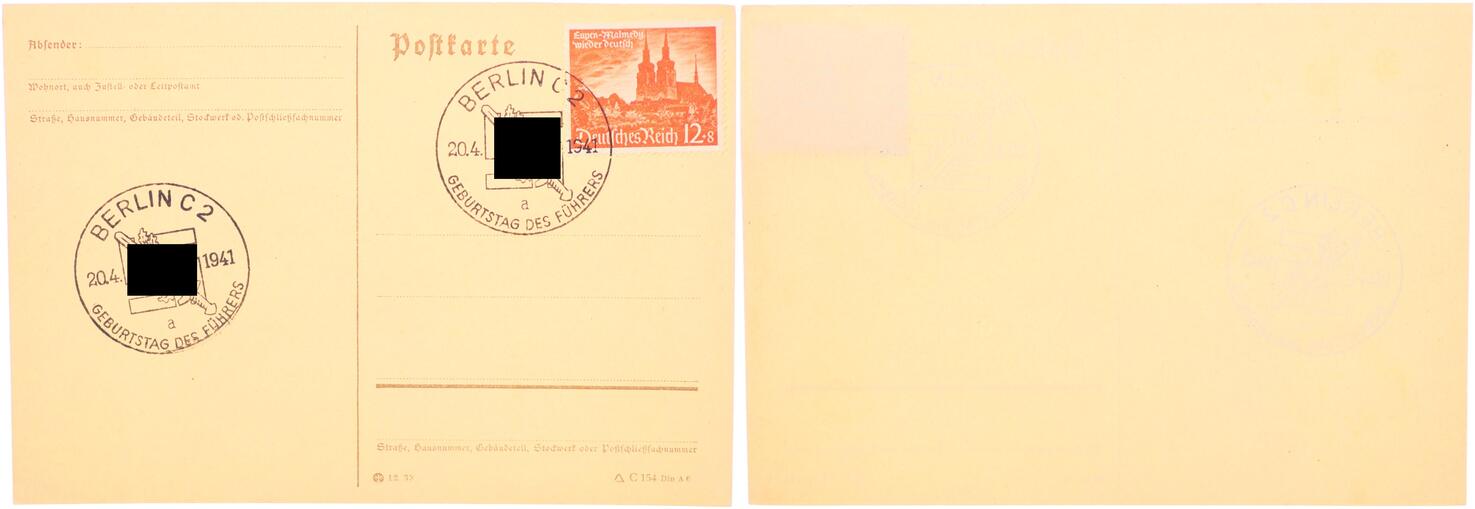 Absender:
Wohnort, auch Zustell- oder Leitpostamt
Straße, Hausnummer, Gebäudeteil, Stockwerk od. Postschließfachnummer
BERLIN C 2
20.4. 1941
a
GEBURTSTAG DES FÜHRERS
Postkarte
Eupen-Malmedy
wieder deutsch
Deutsches Reich 12+8
BERLIN C 2
20.4. 1941
a
GEBURTSTAG DES FÜHRERS
Straße, Hausnummer, Gebäudeteil, Stockwerk oder Postschließfachnummer
C 154 Din A 6